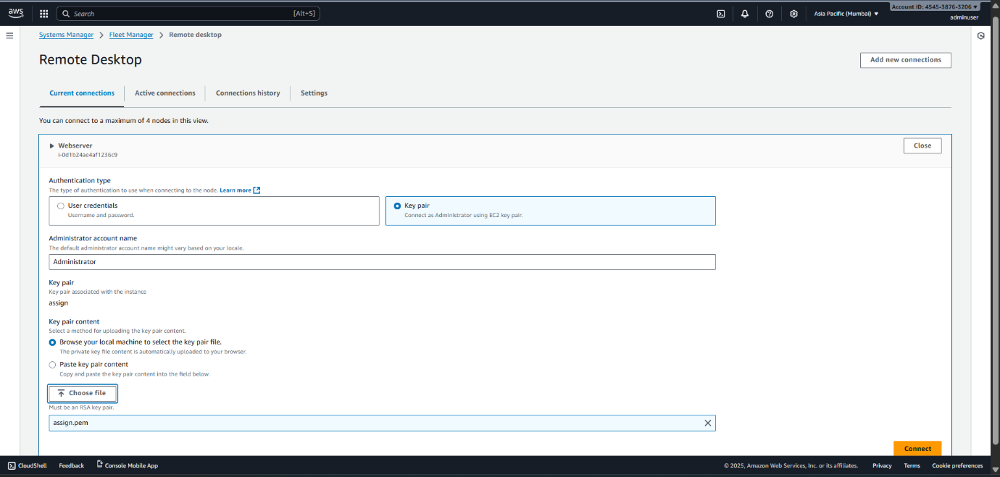 aws
Search [Alt+S]
Asia Pacific (Mumbai)
Account ID: 4545-3876-3206
adminuser
Systems Manager
Fleet Manager
Remote desktop
Remote Desktop
Add new connections
Current connections
Active connections
Connections history
Settings
You can connect to a maximum of 4 nodes in this view.
Webserver
i-0d1b24ae4af1236c9
Close
Authentication type
The type of authentication to use when connecting to the node. Learn more
User credentials
Username and password.
Key pair
Connect as Administrator using EC2 key pair.
Administrator account name
The default administrator account name might vary based on your locale.
Administrator
Key pair
Key pair associated with the instance
assign
Key pair content
Select a method for uploading the key pair content.
Browse your local machine to select the key pair file.
The private key file content is automatically uploaded to your browser.
Paste key pair content
Copy and paste the key pair content into the field below.
Choose file
Must be an RSA key pair.
assign.pem
Connect
CloudShell
Feedback
Console Mobile App
© 2025, Amazon Web Services, Inc. or its affiliates.
Privacy
Terms
Cookie preferences